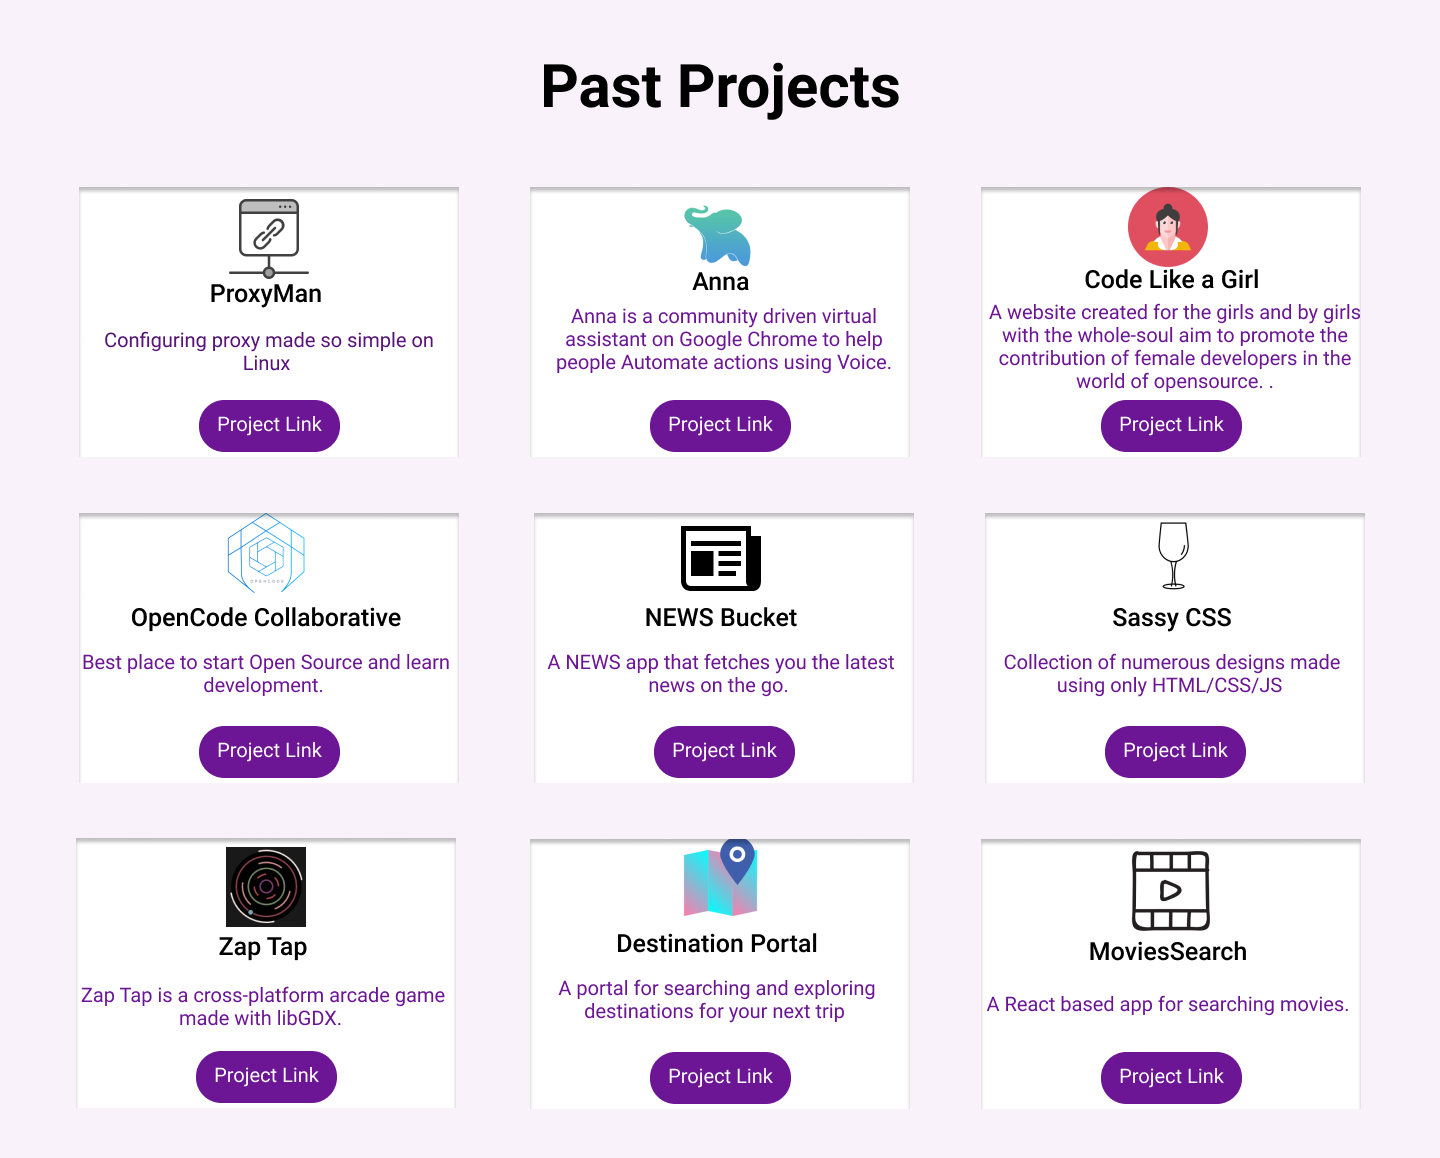 Past Projects
ProxyMan
Configuring proxy made so simple on
Linux
Project Link
Anna
Anna is a community driven virtual
assistant on Google Chrome to help
people Automate actions using Voice.
Project Link
Code Like a Girl
A website created for the girls and by girls
with the whole-soul aim to promote the
contribution of female developers in the
world of opensource. .
Project Link
OPENCODE
OpenCode Collaborative
Best place to start Open Source and learn
development.
Project Link
NEWS Bucket
A NEWS app that fetches you the latest
news on the go.
Project Link
Sassy CSS
Collection of numerous designs made
using only HTML/CSS/JS
Project Link
Zap Tap
Zap Tap is a cross-platform arcade game
made with libGDX.
Project Link
Destination Portal
A portal for searching and exploring
destinations for your next trip
Project Link
MoviesSearch
A React based app for searching movies.
Project Link